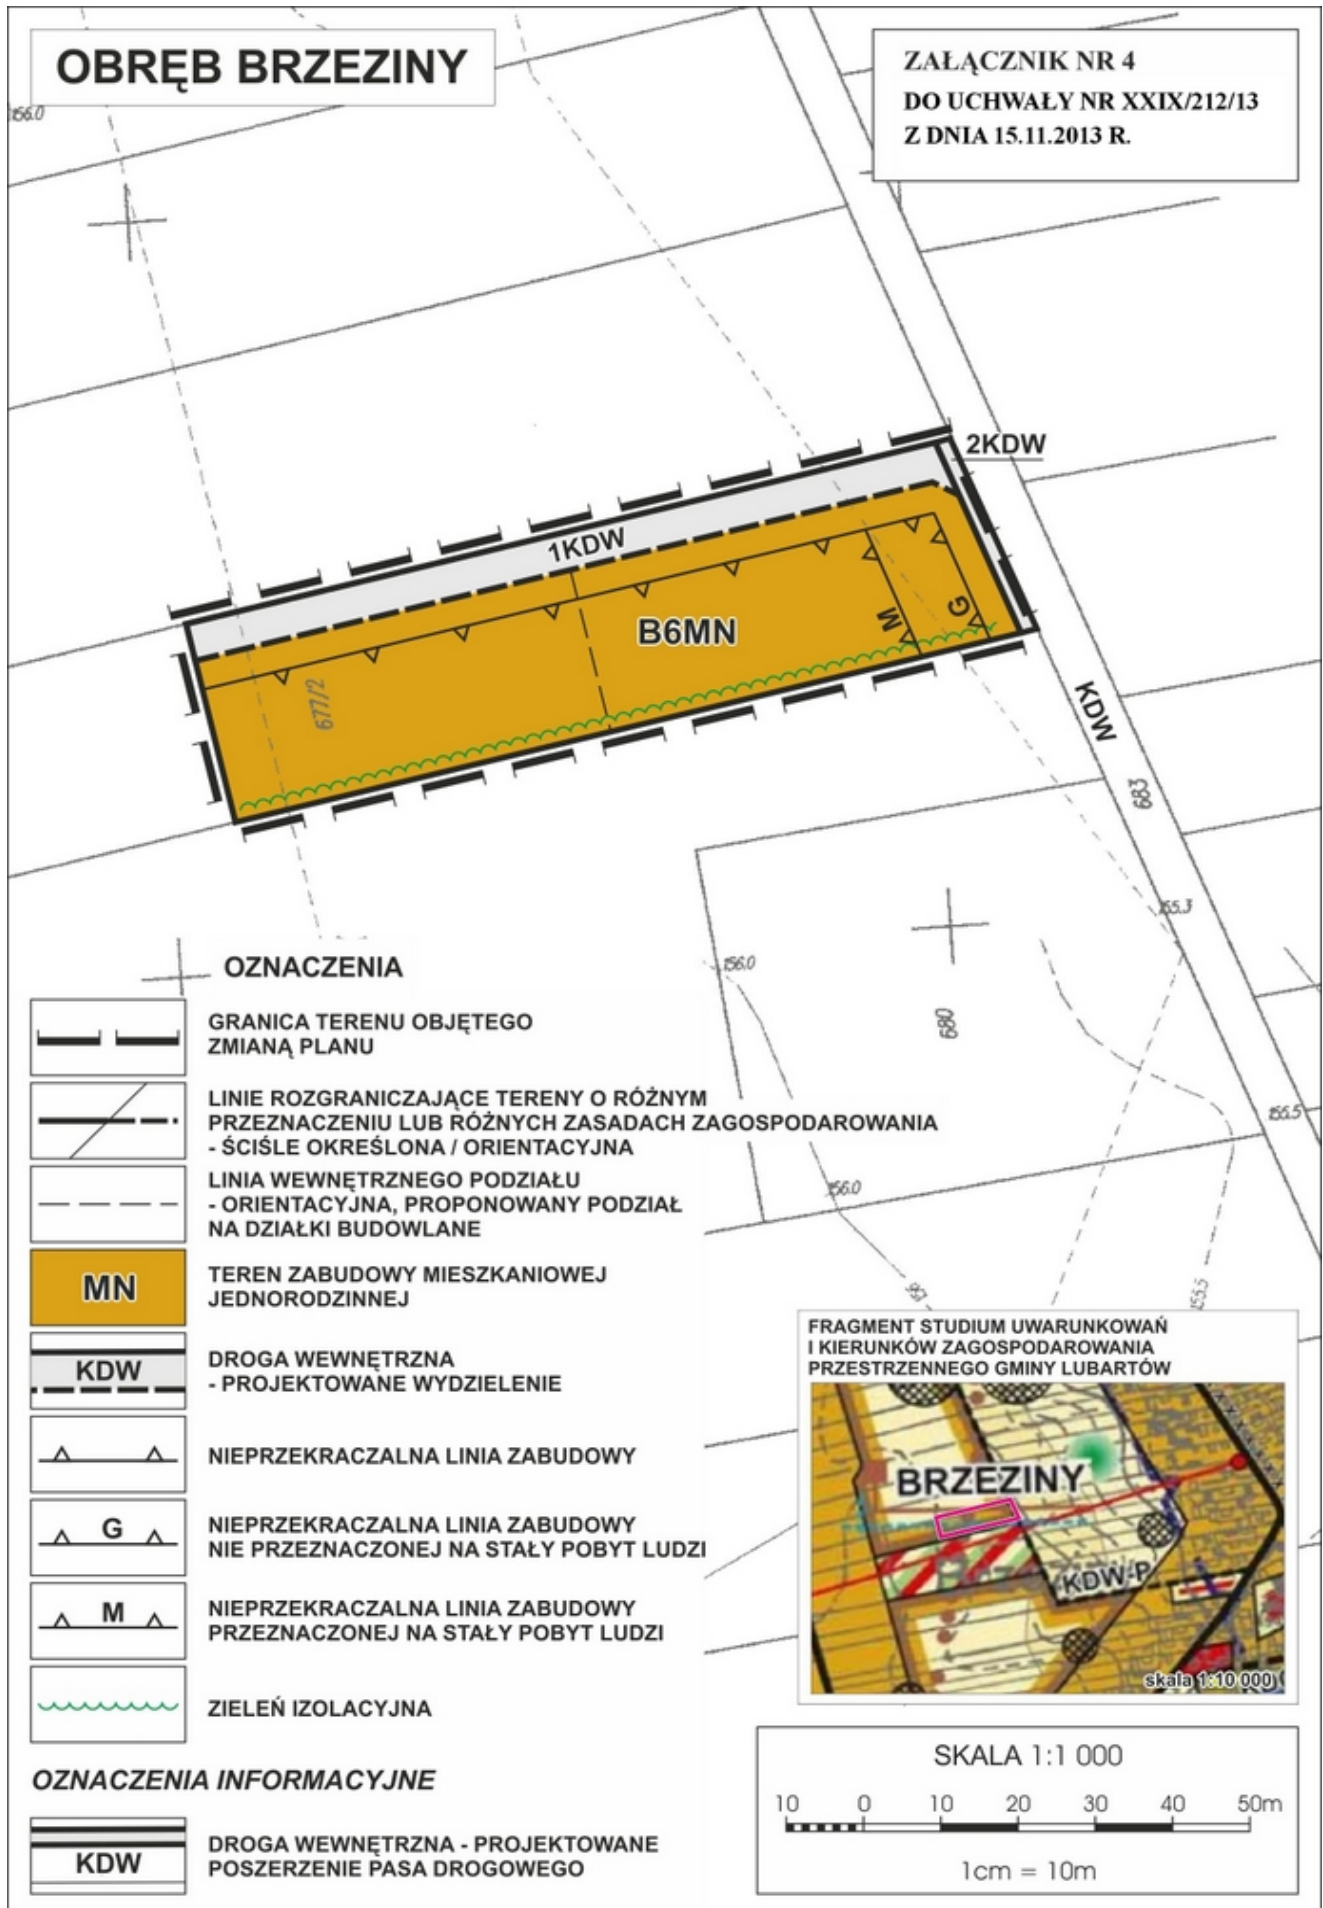 OBRĘB BRZEZINY
ZAŁĄCZNIK NR 4
DO UCHWAŁY NR XXIX/212/13
Z DNIA 15.11.2013 R.
156.0
2KDW
1KDW
B6MN
M
G
677/2
KDW
683
155.3
156.0
680
155.5
156.0
155.5
OZNACZENIA
GRANICA TERENU OBJĘTEGO
ZMIANĄ PLANU
LINIE ROZGRANICZAJĄCE TERENY O RÓŻNYM
PRZEZNACZENIU LUB RÓŻNYCH ZASADACH ZAGOSPODAROWANIA
- ŚCIŚLE OKREŚLONA / ORIENTACYJNA
LINIA WEWNĘTRZNEGO PODZIAŁU
- ORIENTACYJNA, PROPONOWANY PODZIAŁ
NA DZIAŁKI BUDOWLANE
MN
TEREN ZABUDOWY MIESZKANIOWEJ
JEDNORODZINNEJ
KDW
DROGA WEWNĘTRZNA
- PROJEKTOWANE WYDZIELENIE
NIEPRZEKRACZALNA LINIA ZABUDOWY
G
NIEPRZEKRACZALNA LINIA ZABUDOWY
NIE PRZEZNACZONEJ NA STAŁY POBYT LUDZI
M
NIEPRZEKRACZALNA LINIA ZABUDOWY
PRZEZNACZONEJ NA STAŁY POBYT LUDZI
ZIELEŃ IZOLACYJNA
OZNACZENIA INFORMACYJNE
KDW
DROGA WEWNĘTRZNA - PROJEKTOWANE
POSZERZENIE PASA DROGOWEGO
FRAGMENT STUDIUM UWARUNKOWAŃ
I KIERUNKÓW ZAGOSPODAROWANIA
PRZESTRZENNEGO GMINY LUBARTÓW
BRZEZINY
KDW-P
skala 1:10 000
SKALA 1:1 000
10 0 10 20 30 40 50m
1cm = 10m